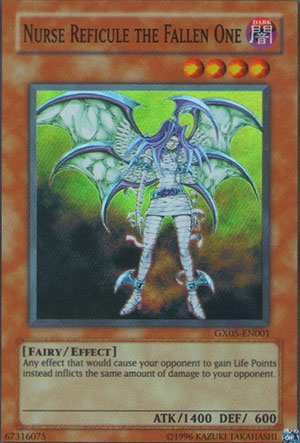 NURSE REFICULE THE FALLEN ONE
DARK
闇
GX05-EN001
[FAIRY/EFFECT]
Any effect that would cause your opponent to gain Life Points
instead inflicts the same amount of damage to your opponent.
ATK/1400 DEF/ 600
67316075
©1996 KAZUKI TAKAHASHI